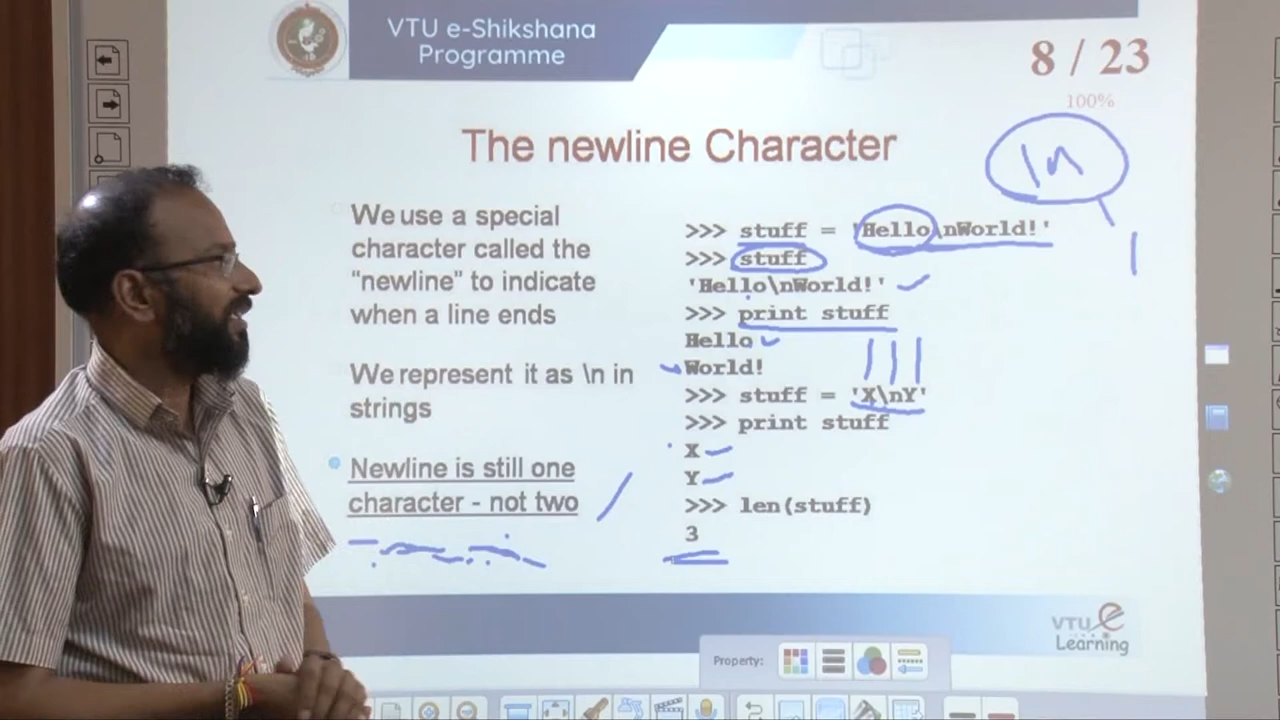 VTU e-Shikshana
Programme
8 / 23
100%
The newline Character
\n
We use a special
character called the
"newline" to indicate
when a line ends
We represent it as \n in
strings
Newline is still one
character - not two
>>> stuff = 'Hello\nWorld!'
>>> stuff
'Hello\nWorld!'
>>> print stuff
Hello
World!
>>> stuff = 'X\nY'
>>> print stuff
X
Y
>>> len(stuff)
3
VTU e
Learning
Property: